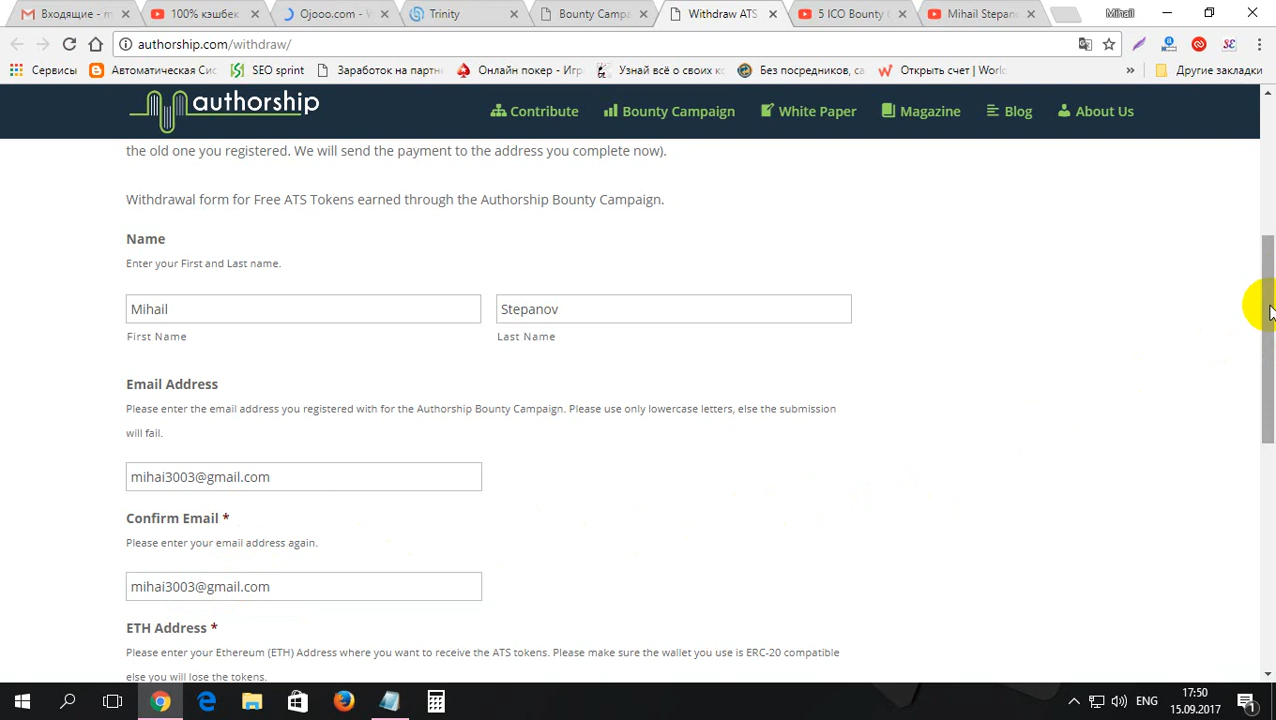 Входящие - m
100% кэшбек
Ojooo.com - 
Trinity
Bounty Campa
Withdraw ATS
5 ICO Bounty
Mihail Stepan
Mihail
authorship.com/withdraw/
Сервисы
Автоматическая Сис
SEO sprint
Заработок на партн
Онлайн покер - Игр
Узнай всё о своих ко
Без посредников, са
Открыть счет | World
»
Другие закладки
authorship
Contribute
Bounty Campaign
White Paper
Magazine
Blog
About Us
the old one you registered. We will send the payment to the address you complete now).
Withdrawal form for Free ATS Tokens earned through the Authorship Bounty Campaign.
Name
Enter your First and Last name.
Mihail
Stepanov
First Name
Last Name
Email Address
Please enter the email address you registered with for the Authorship Bounty Campaign. Please use only lowercase letters, else the submission
will fail.
mihai3003@gmail.com
Confirm Email *
Please enter your email address again.
mihai3003@gmail.com
ETH Address *
Please enter your Ethereum (ETH) Address where you want to receive the ATS tokens. Please make sure the wallet you use is ERC-20 compatible
else you will lose the tokens.
ENG
17:50
15.09.2017
1